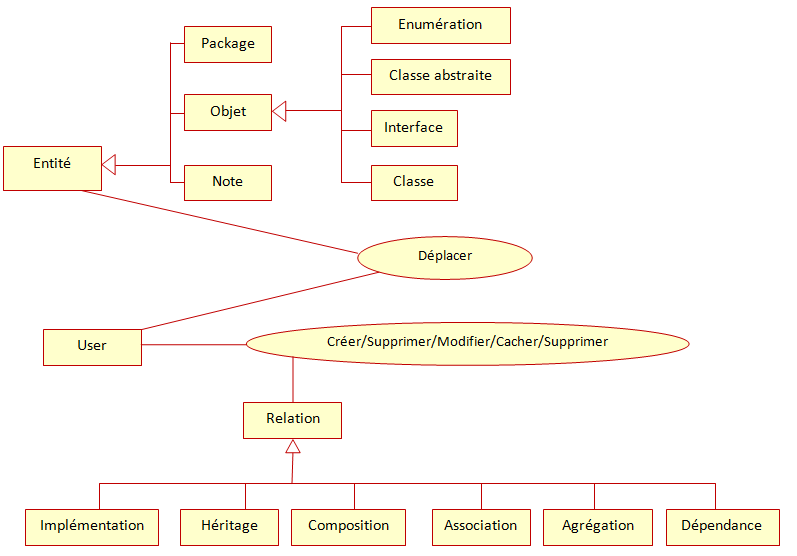 Enumération
Package
Classe abstraite
Objet
Interface
Entité
Note
Classe
Déplacer
User
Créer/Supprimer/Modifier/Cacher/Supprimer
Relation
Implémentation
Héritage
Composition
Association
Agrégation
Dépendance